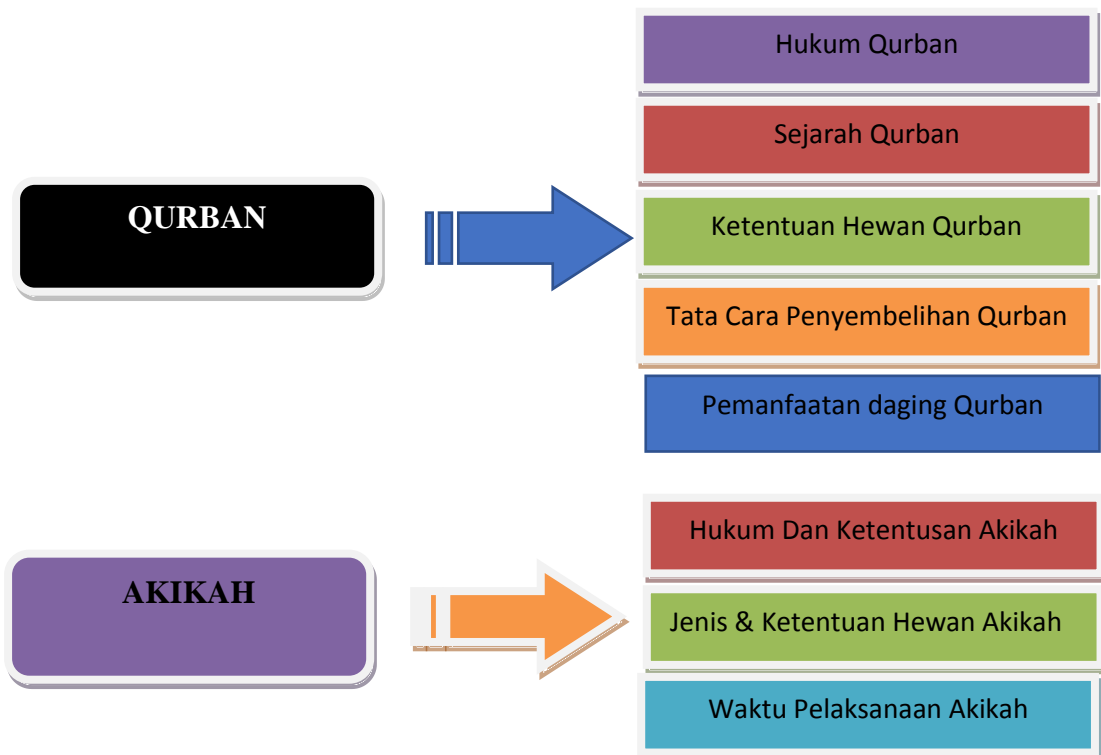 QURBAN
Hukum Qurban
Sejarah Qurban
Ketentuan Hewan Qurban
Tata Cara Penyembelihan Qurban
Pemanfaatan daging Qurban
AKIKAH
Hukum Dan Ketentusan Akikah
Jenis & Ketentuan Hewan Akikah
Waktu Pelaksanaan Akikah